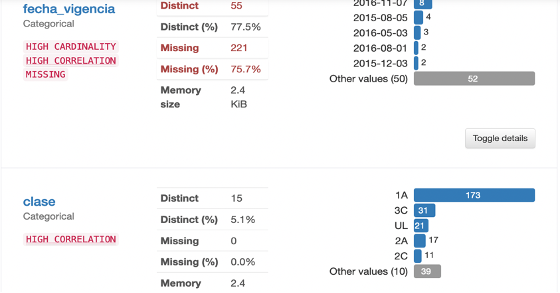 fecha_vigencia
Categorical
HIGH CARDINALITY
HIGH CORRELATION
MISSING
Distinct 55
Distinct (%) 77.5%
Missing 221
Missing (%) 75.7%
Memory size 2.4 KiB
2016-11-07 8
2015-08-05 4
2016-05-03 3
2016-08-01 2
2015-12-03 2
Other values (50) 52
Toggle details
clase
Categorical
HIGH CORRELATION
Distinct 15
Distinct (%) 5.1%
Missing 0
Missing (%) 0.0%
Memory 2.4
1A 173
3C 31
UL 21
2A 17
2C 11
Other values (10) 39